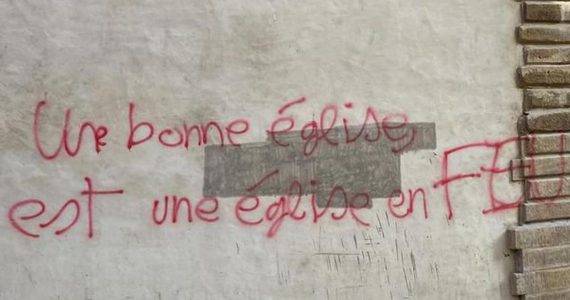 Une bonne église,
est une église en FEU